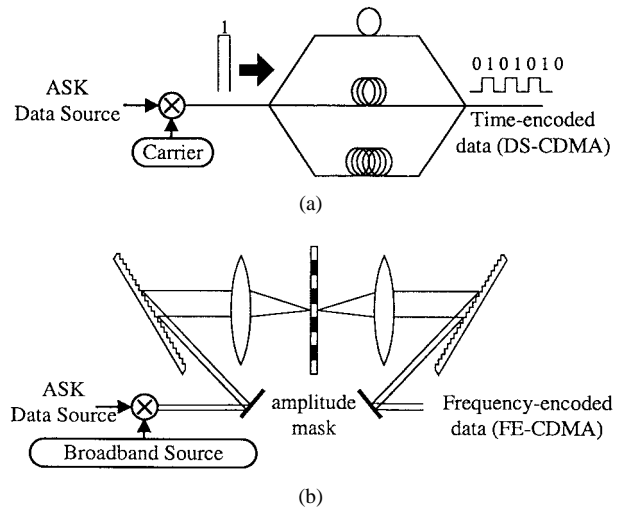 1
0 1 0 1 0 1 0
ASK
Data Source
Carrier
Time-encoded
data (DS-CDMA)
(a)
ASK
Data Source
amplitude
mask
Frequency-encoded
data (FE-CDMA)
Broadband Source
(b)